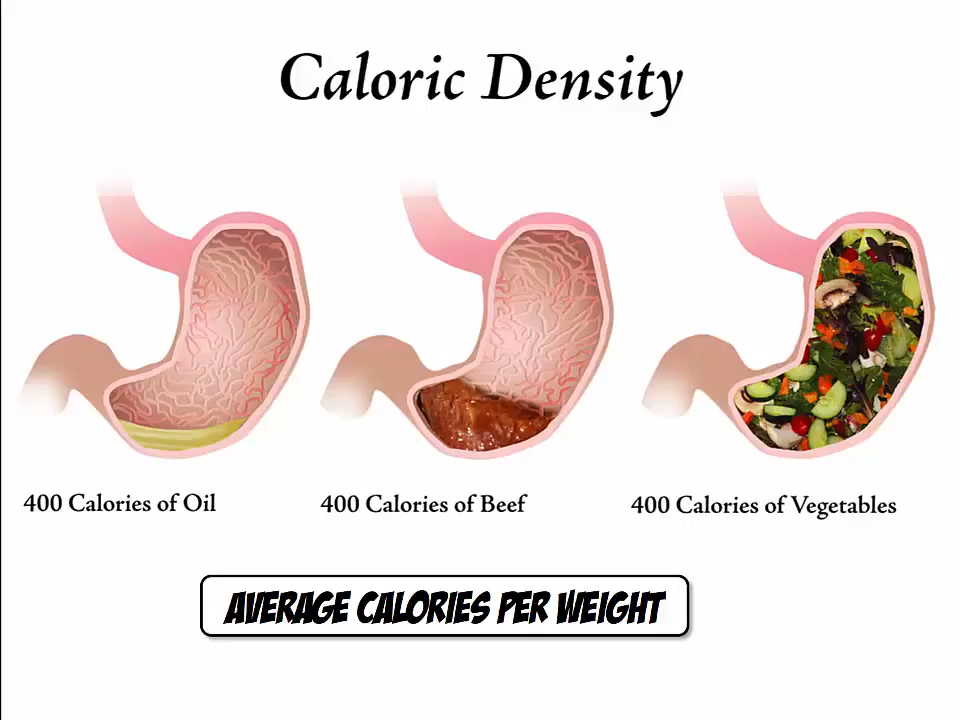 Caloric Density
400 Calories of Oil
400 Calories of Beef
400 Calories of Vegetables
AVERAGE CALORIES PER WEIGHT